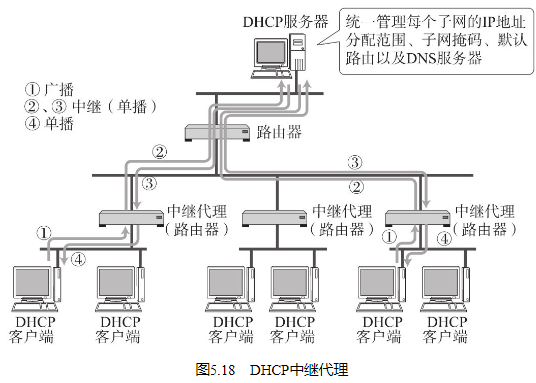 DHCP服务器
统一管理每个子网的IP地址
分配范围、子网掩码、默认
路由以及DNS服务器
①广播
②、③中继（单播）
④单播
路由器
②
③
③
②
中继代理
（路由器）
中继代理
（路由器）
中继代理
（路由器）
①
④
①
④
DHCP
客户端
DHCP
客户端
DHCP
客户端
DHCP
客户端
DHCP
客户端
DHCP
客户端
图5.18 DHCP中继代理